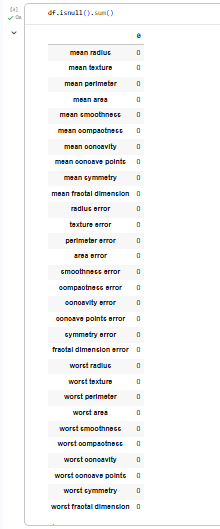 [4]
0s
df.isnull().sum()
0
mean radius 0
mean texture 0
mean perimeter 0
mean area 0
mean smoothness 0
mean compactness 0
mean concavity 0
mean concave points 0
mean symmetry 0
mean fractal dimension 0
radius error 0
texture error 0
perimeter error 0
area error 0
smoothness error 0
compactness error 0
concavity error 0
concave points error 0
symmetry error 0
fractal dimension error 0
worst radius 0
worst texture 0
worst perimeter 0
worst area 0
worst smoothness 0
worst compactness 0
worst concavity 0
worst concave points 0
worst symmetry 0
worst fractal dimension 0